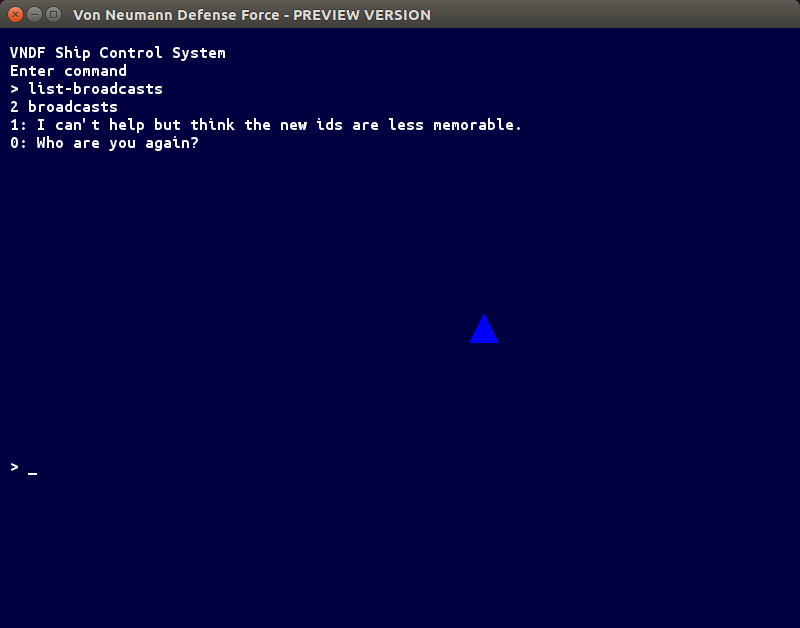 Von Neumann Defense Force - PREVIEW VERSION
VNDF Ship Control System
Enter command
> list-broadcasts
2 broadcasts
1: I can't help but think the new ids are less memorable.
0: Who are you again?
> _